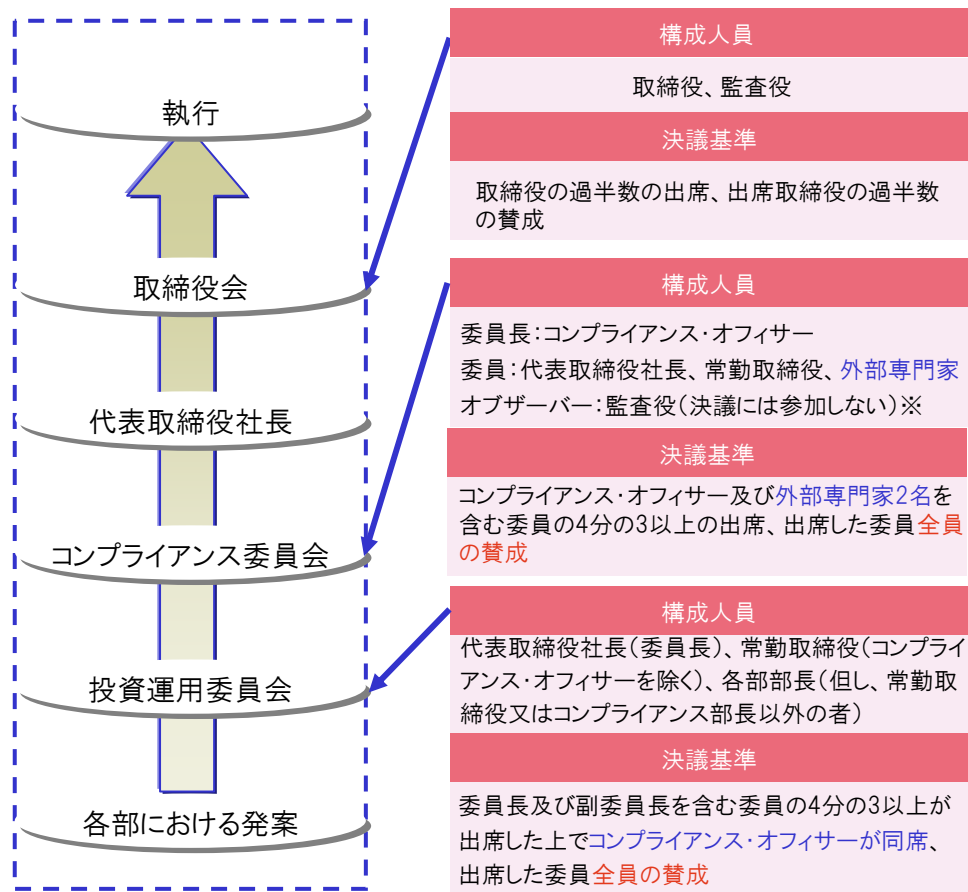 執行
取締役会
代表取締役社長
コンプライアンス委員会
投資運用委員会
各部における発案
構成人員
取締役、監査役
決議基準
取締役の過半数の出席、出席取締役の過半数
の賛成
構成人員
委員長：コンプライアンス・オフィサー
委員：代表取締役社長、常勤取締役、外部専門家
オブザーバー：監査役（決議には参加しない）※
決議基準
コンプライアンス・オフィサー及び外部専門家2名を
含む委員の4分の3以上の出席、出席した委員全員
の賛成
構成人員
代表取締役社長（委員長）、常勤取締役（コンプライ
アンス・オフィサーを除く）、各部部長（但し、常勤取
締役又はコンプライアンス部長以外の者）
決議基準
委員長及び副委員長を含む委員の4分の3以上が
出席した上でコンプライアンス・オフィサーが同席、
出席した委員全員の賛成